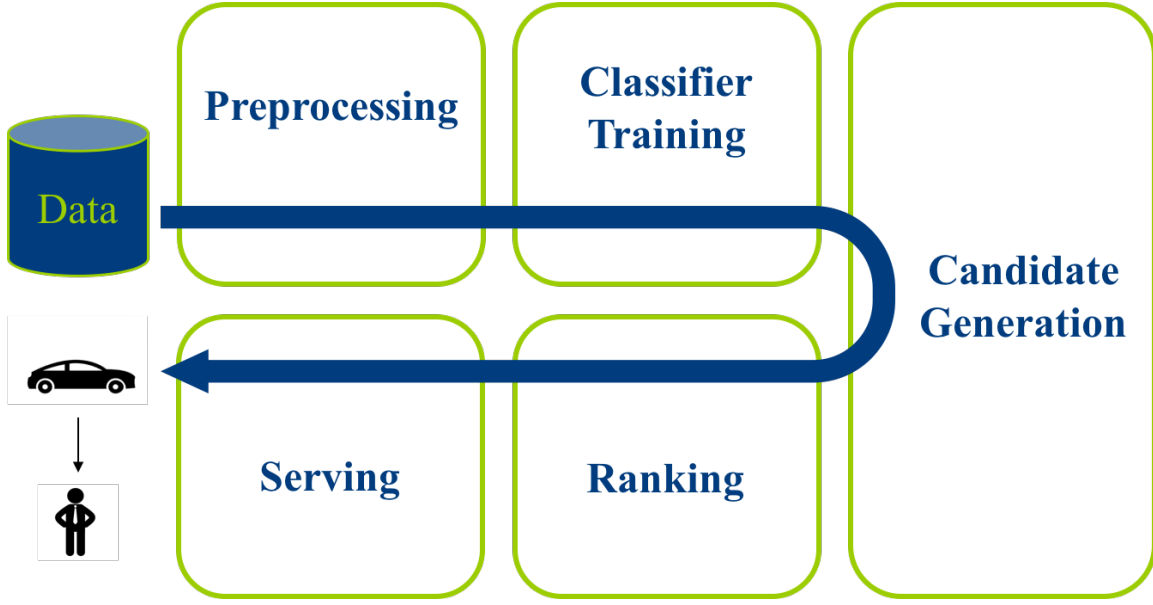 Preprocessing
Classifier
Training
Data
Candidate
Generation
Serving
Ranking